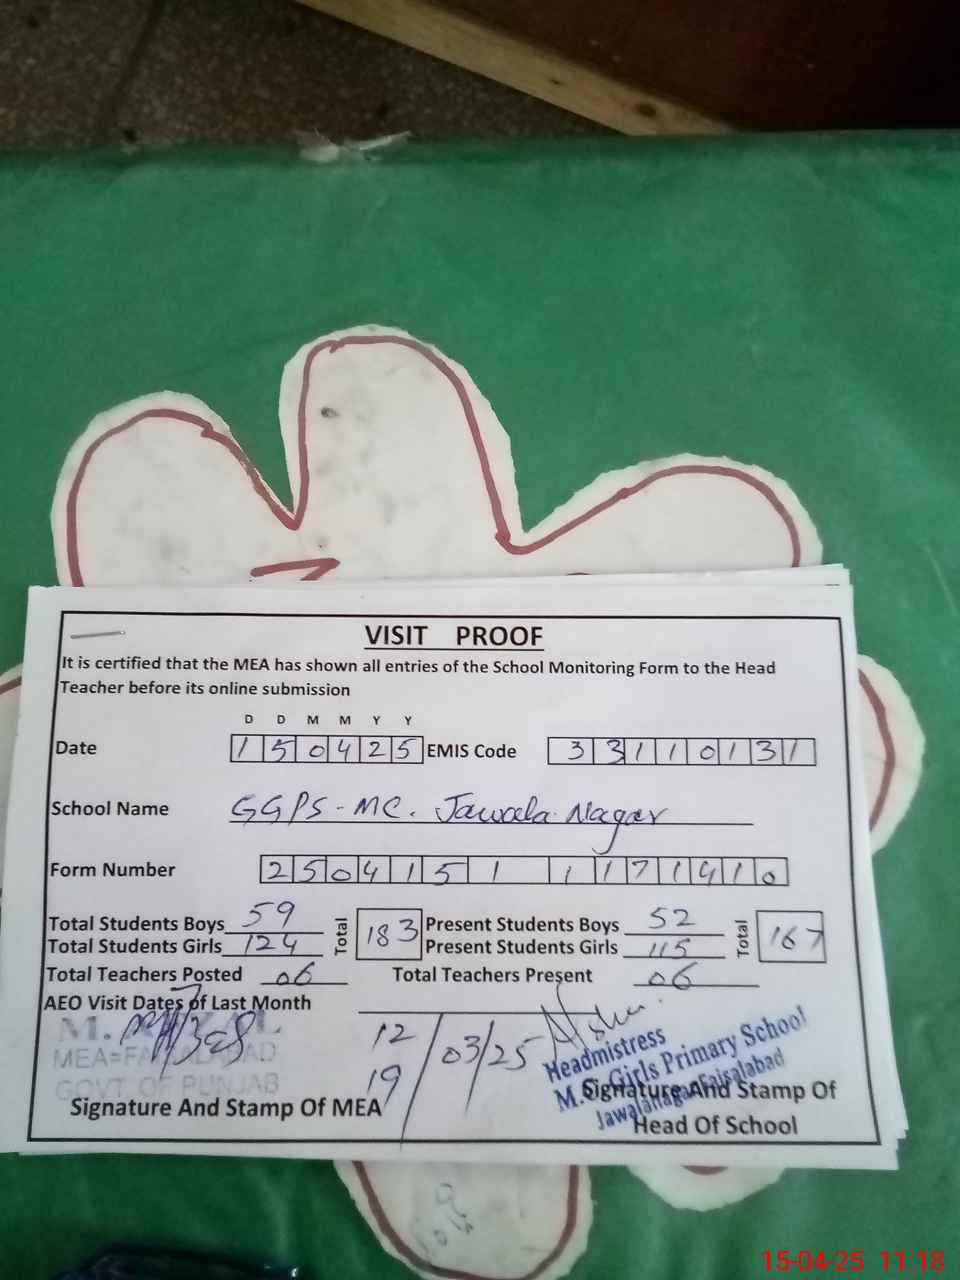 VISIT PROOF
It is certified that the MEA has shown all entries of the School Monitoring Form to the Head
Teacher before its online submission
D D M M Y Y
Date 1 5 0 4 2 5 EMIS Code 3 3 1 1 0 1 3 1
School Name GGPS - MC. Jawala Nagar
Form Number 2 5 0 4 1 5 1 1 1 7 1 4 1 0
Total Students Boys 59 Total 183 Present Students Boys 52 Total 167
Total Students Girls 124 Present Students Girls 115
Total Teachers Posted 06 Total Teachers Present 06
AEO Visit Dates of Last Month
12 / 03/25
19
M.
MEA=FAISALABAD
GOVT OF PUNJAB
Signature And Stamp Of MEA
Headmistress
M.C Girls Primary School
Jawalanagar Faisalabad
Signature And Stamp Of
Head Of School
15-04-25 11:18